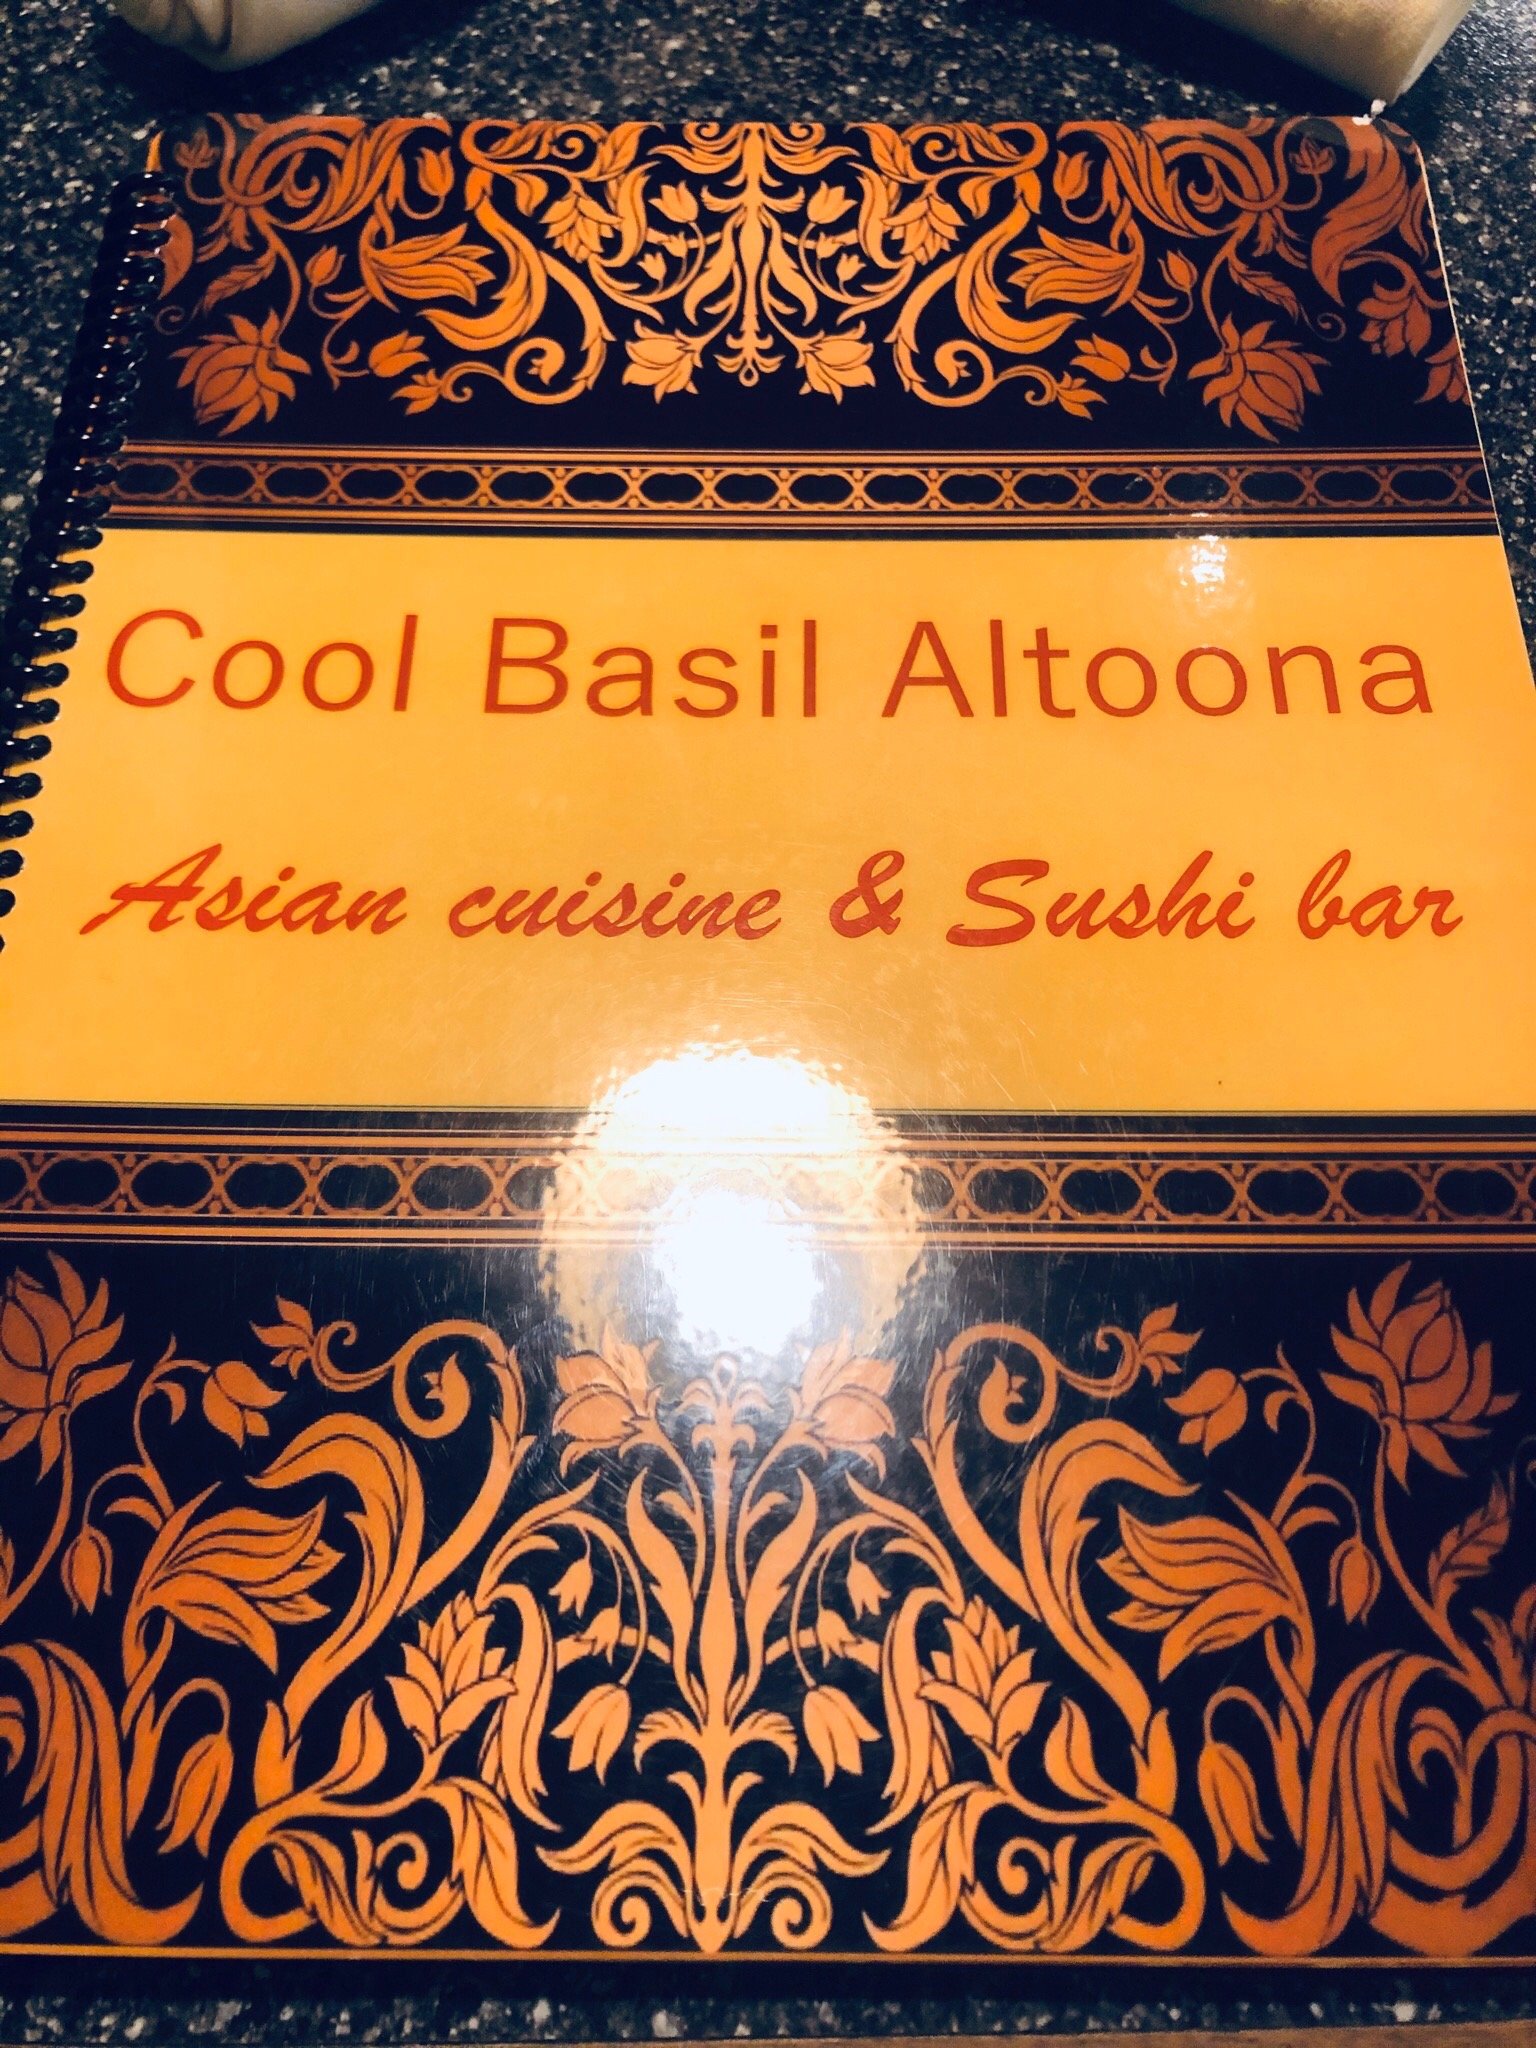 Cool Basil Altoona
Asian cuisine & Sushi bar